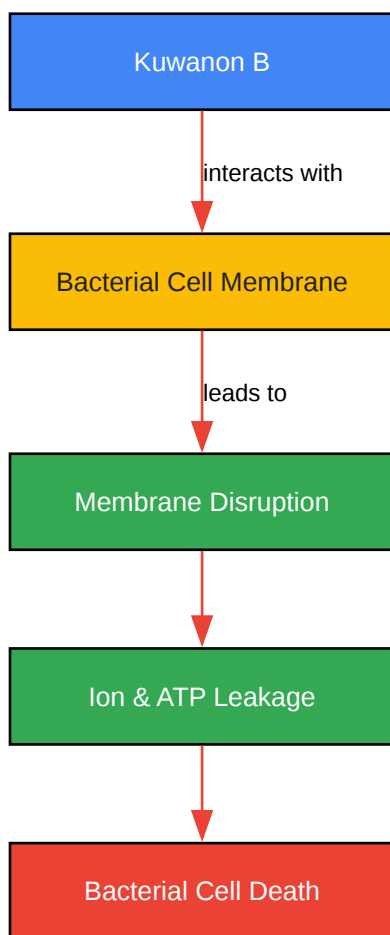 Kuwanon B
interacts with
Bacterial Cell Membrane
leads to
Membrane Disruption
Ion & ATP Leakage
Bacterial Cell Death